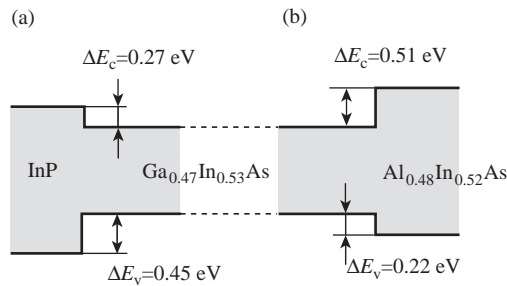 (a)
(b)
ΔE_c=0.27 eV
ΔE_c=0.51 eV
InP
Ga_0.47In_0.53As
Al_0.48In_0.52As
ΔE_v=0.45 eV
ΔE_v=0.22 eV